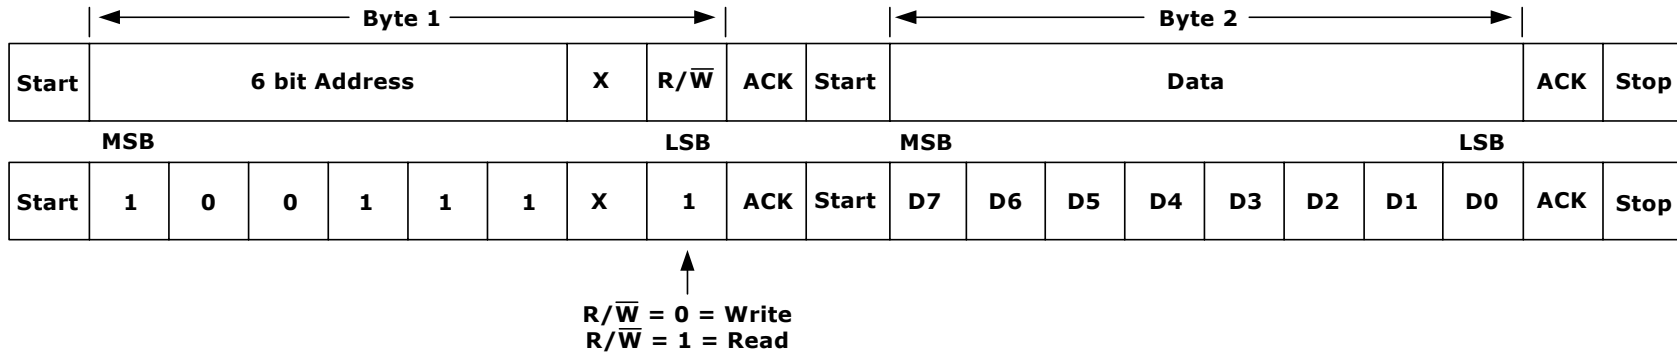 Byte 1 Byte 2
Start 6 bit Address X R/W̅ ACK Start Data ACK Stop
MSB LSB MSB LSB
Start 1 0 0 1 1 1 X 1 ACK Start D7 D6 D5 D4 D3 D2 D1 D0 ACK Stop
R/W̅ = 0 = Write
R/W̅ = 1 = Read